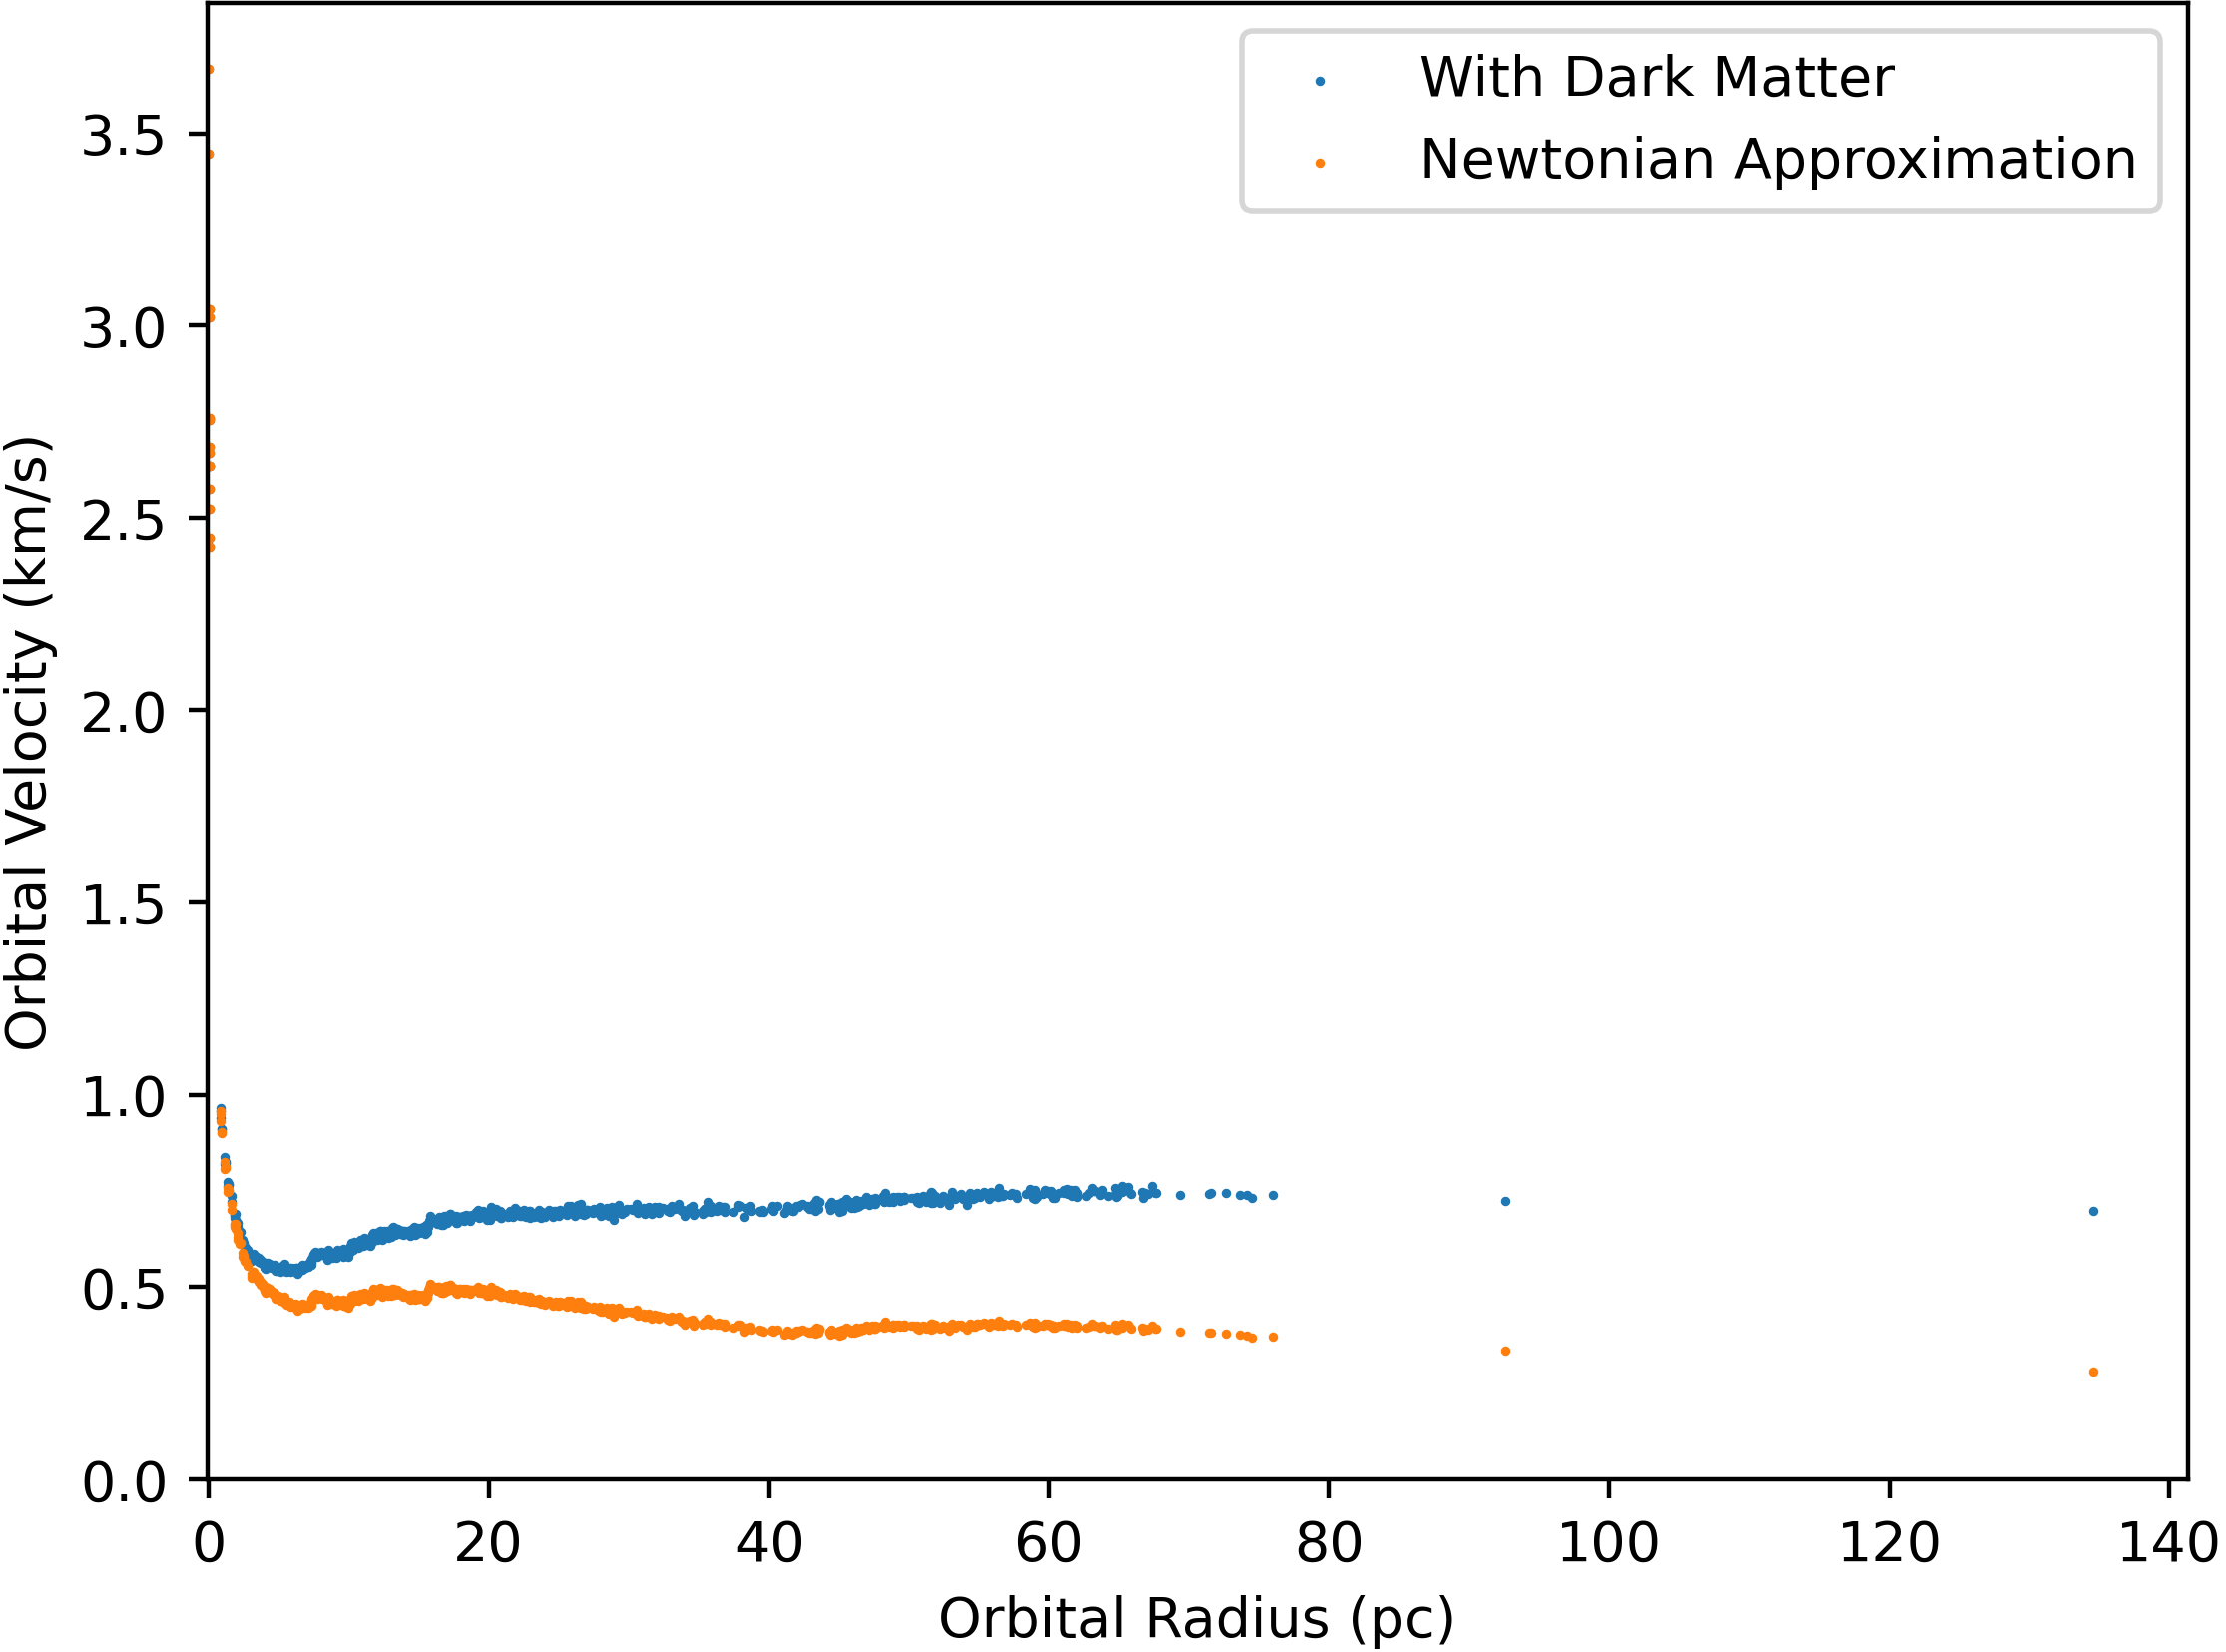 With Dark Matter
Newtonian Approximation
3.5
3.0
2.5
2.0
1.5
1.0
0.5
0.0
Orbital Velocity (km/s)
0 20 40 60 80 100 120 140
Orbital Radius (pc)